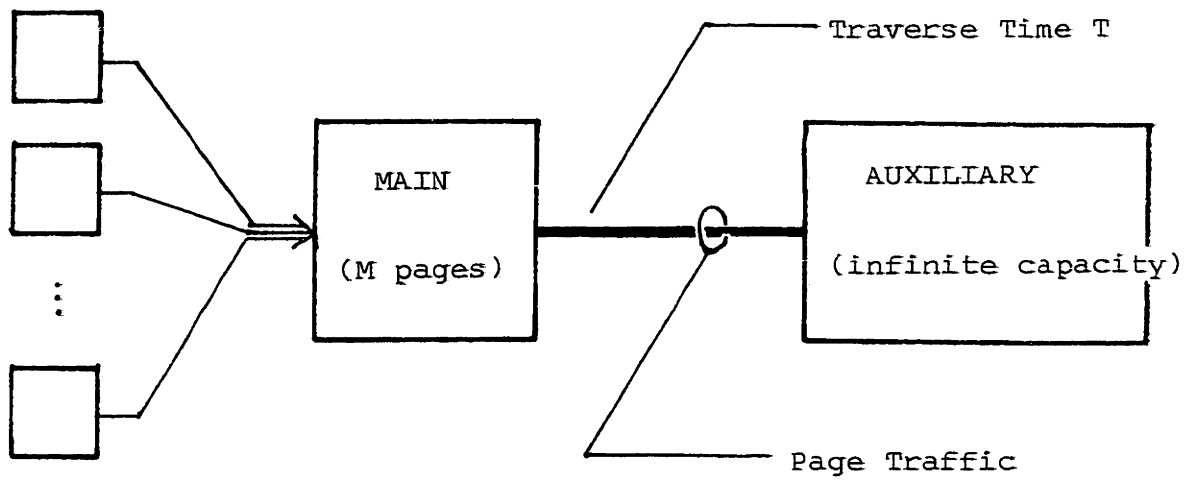 Traverse Time T
MAIN
(M pages)
AUXILIARY
(infinite capacity)
Page Traffic